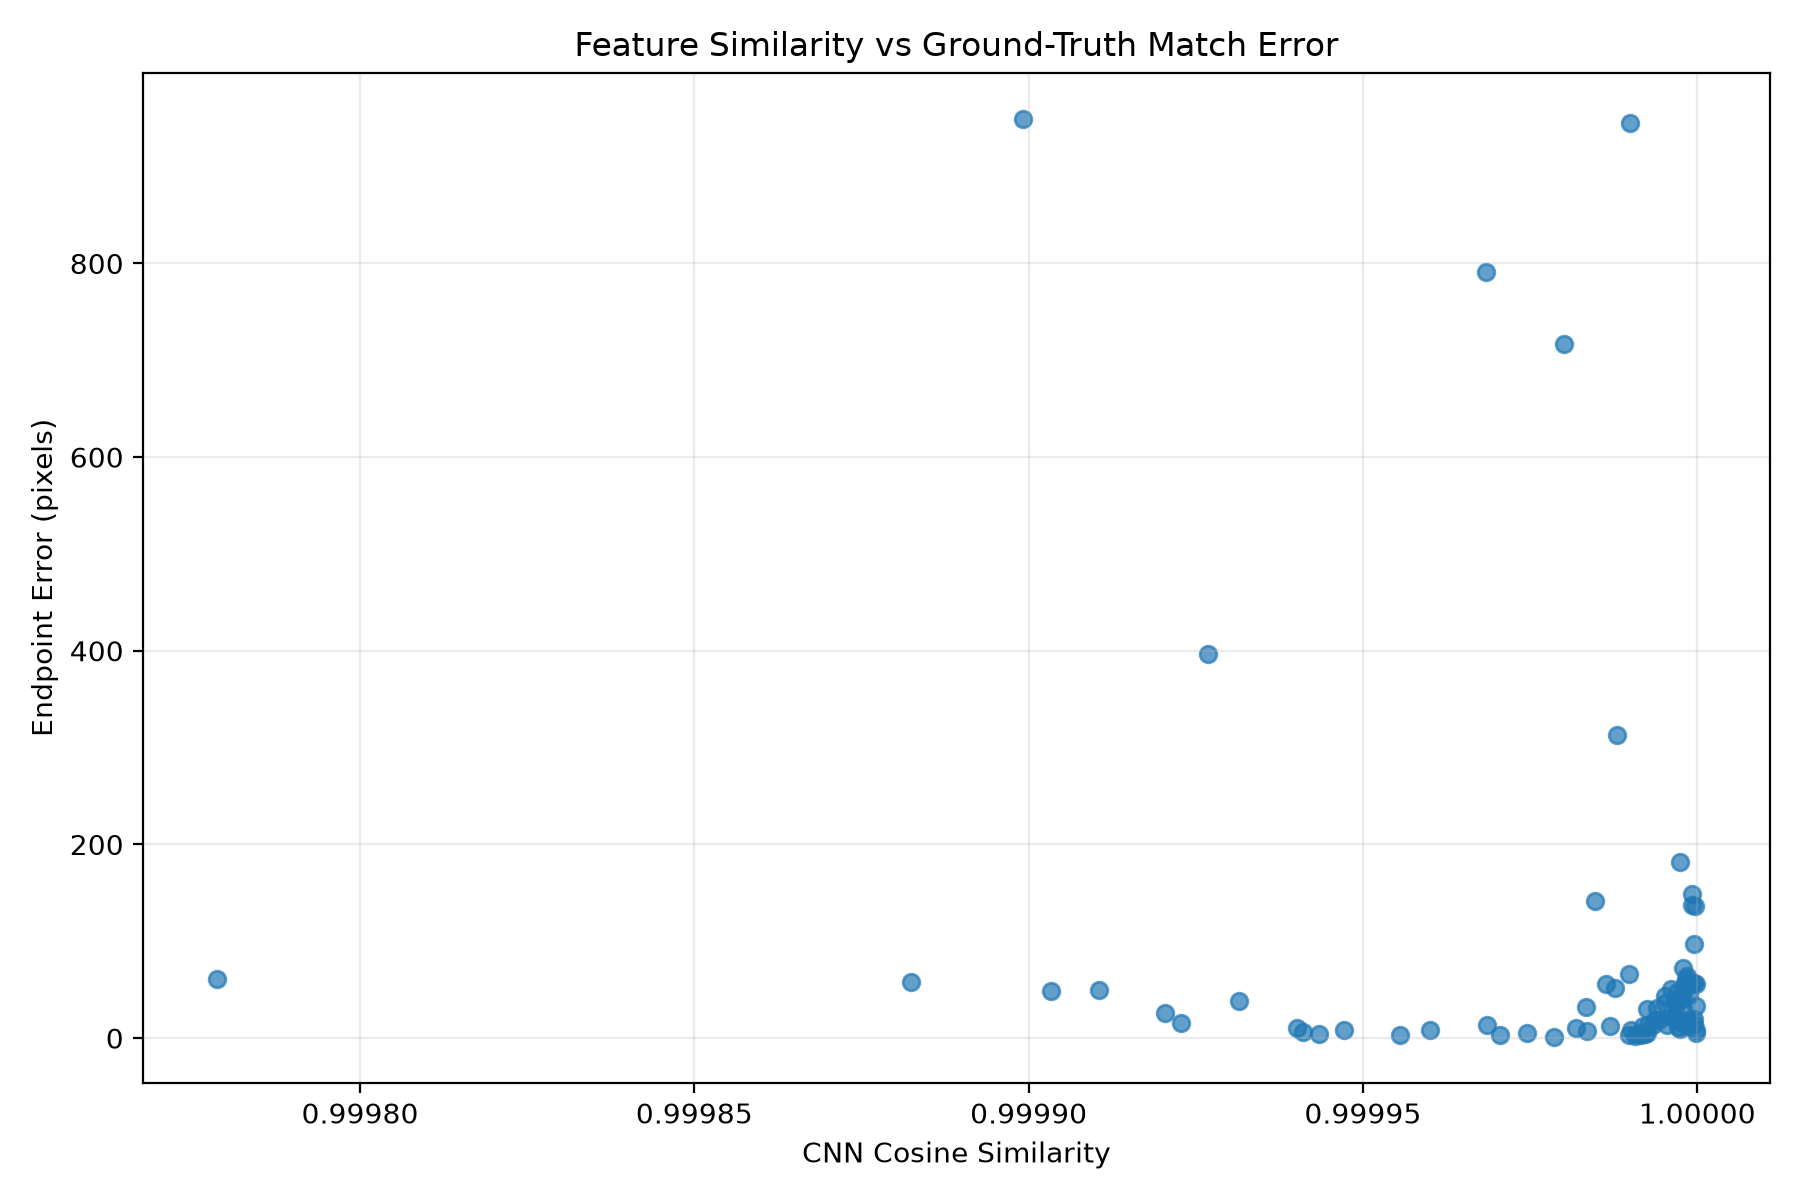 Feature Similarity vs Ground-Truth Match Error
Endpoint Error (pixels)
800
600
400
200
0
0.99980 0.99985 0.99990 0.99995 1.00000
CNN Cosine Similarity